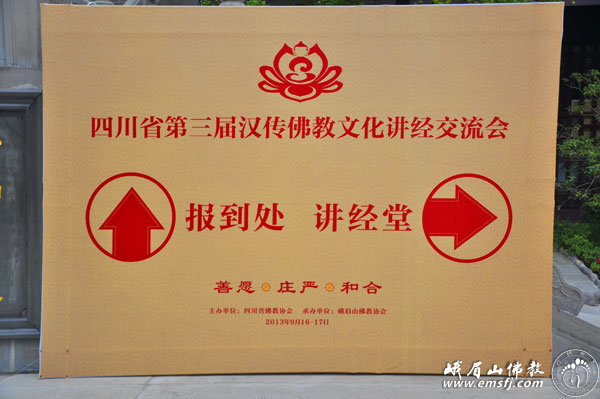 四川省第三届汉传佛教文化讲经交流会
报到处 讲经堂
善愿 庄严 和合
主办单位：四川省佛教协会 承办单位：峨眉山佛教协会
2013年9月16-17日
峨眉山佛教
www.emsfj.com